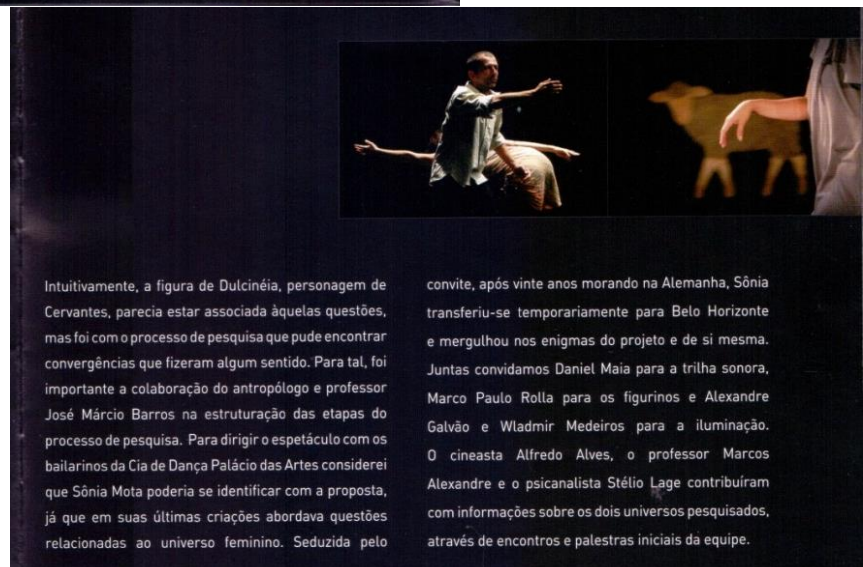 Intuitivamente, a figura de Dulcinéia, personagem de
Cervantes, parecia estar associada àquelas questões,
mas foi com o processo de pesquisa que pude encontrar
convergências que fizeram algum sentido. Para tal, foi
importante a colaboração do antropólogo e professor
José Márcio Barros na estruturação das etapas do
processo de pesquisa. Para dirigir o espetáculo com os
bailarinos da Cia de Dança Palácio das Artes considerei
que Sônia Mota poderia se identificar com a proposta,
já que em suas últimas criações abordava questões
relacionadas ao universo feminino. Seduzida pelo
convite, após vinte anos morando na Alemanha, Sônia
transferiu-se temporariamente para Belo Horizonte
e mergulhou nos enigmas do projeto e de si mesma.
Juntas convidamos Daniel Maia para a trilha sonora,
Marco Paulo Rolla para os figurinos e Alexandre
Galvão e Wladmir Medeiros para a iluminação.
O cineasta Alfredo Alves, o professor Marcos
Alexandre e o psicanalista Stélio Lage contribuíram
com informações sobre os dois universos pesquisados,
através de encontros e palestras iniciais da equipe.